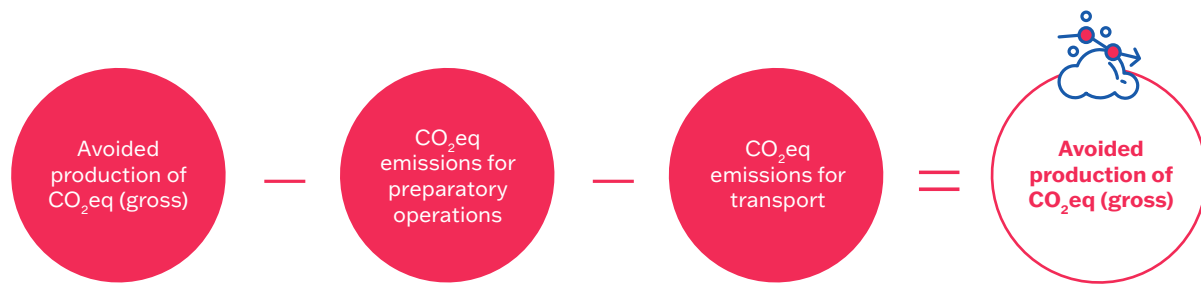 Avoided
production of
CO₂eq (gross)
—
CO₂eq
emissions for
preparatory
operations
—
CO₂eq
emissions for
transport
=
Avoided
production of
CO₂eq (gross)